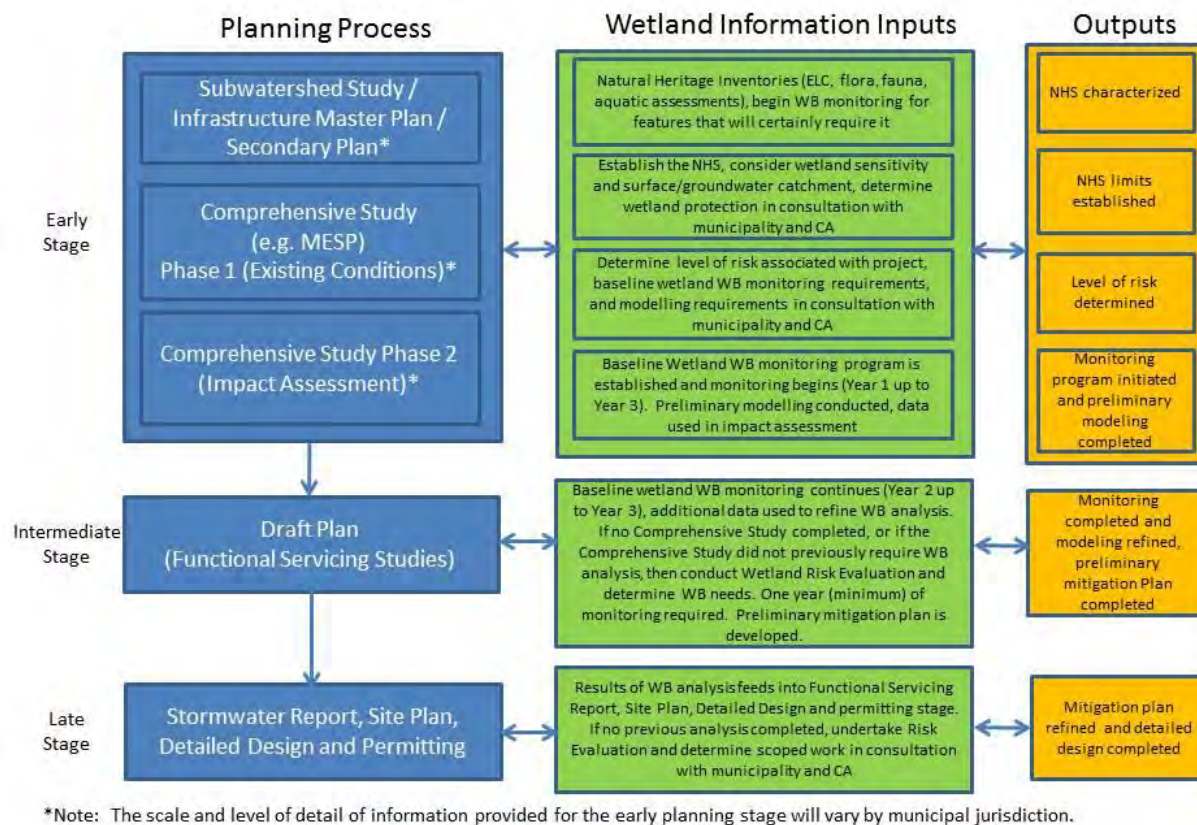 Planning Process
Wetland Information Inputs
Outputs
Early
Stage
Subwatershed Study /
Infrastructure Master Plan /
Secondary Plan*
Comprehensive Study
(e.g. MESP)
Phase 1 (Existing Conditions)*
Comprehensive Study Phase 2
(Impact Assessment)*
Natural Heritage Inventories (ELC, flora, fauna,
aquatic assessments), begin WB monitoring for
features that will certainly require it
Establish the NHS, consider wetland sensitivity
and surface/groundwater catchment, determine
wetland protection in consultation with
municipality and CA
Determine level of risk associated with project,
baseline wetland WB monitoring requirements,
and modelling requirements in consultation with
municipality and CA
Baseline Wetland WB monitoring program is
established and monitoring begins (Year 1 up to
Year 3). Preliminary modelling conducted, data
used in impact assessment
NHS characterized
NHS limits
established
Level of risk
determined
Monitoring
program initiated
and preliminary
modeling
completed
Intermediate
Stage
Draft Plan
(Functional Servicing Studies)
Baseline wetland WB monitoring continues (Year 2 up
to Year 3), additional data used to refine WB analysis.
If no Comprehensive Study completed, or if the
Comprehensive Study did not previously require WB
analysis, then conduct Wetland Risk Evaluation and
determine WB needs. One year (minimum) of
monitoring required. Preliminary mitigation plan is
developed.
Monitoring
completed and
modeling refined,
preliminary
mitigation Plan
completed
Late
Stage
Stormwater Report, Site Plan,
Detailed Design and Permitting
Results of WB analysis feeds into Functional Servicing
Report, Site Plan, Detailed Design and permitting stage.
If no previous analysis completed, undertake Risk
Evaluation and determine scoped work in consultation
with municipality and CA
Mitigation plan
refined and detailed
design completed
*Note: The scale and level of detail of information provided for the early planning stage will vary by municipal jurisdiction.